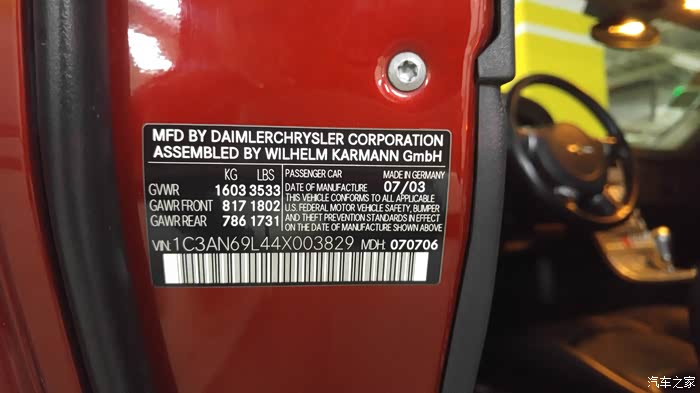 MFD BY DAIMLERCHRYSLER CORPORATION
ASSEMBLED BY WILHELM KARMANN GmbH
KG LBS
GVWR 1603 3533
GAWR FRONT 817 1802
GAWR REAR 786 1731
PASSENGER CAR MADE IN GERMANY
DATE OF MANUFACTURE 07/03
THIS VEHICLE CONFORMS TO ALL APPLICABLE
U.S. FEDERAL MOTOR VEHICLE SAFETY, BUMPER
AND THEFT PREVENTION STANDARDS IN EFFECT
ON THE DATE OF MANUFACTURE SHOWN ABOVE
VIN: 1C3AN69L44X003829 MDH: 070706
汽车之家